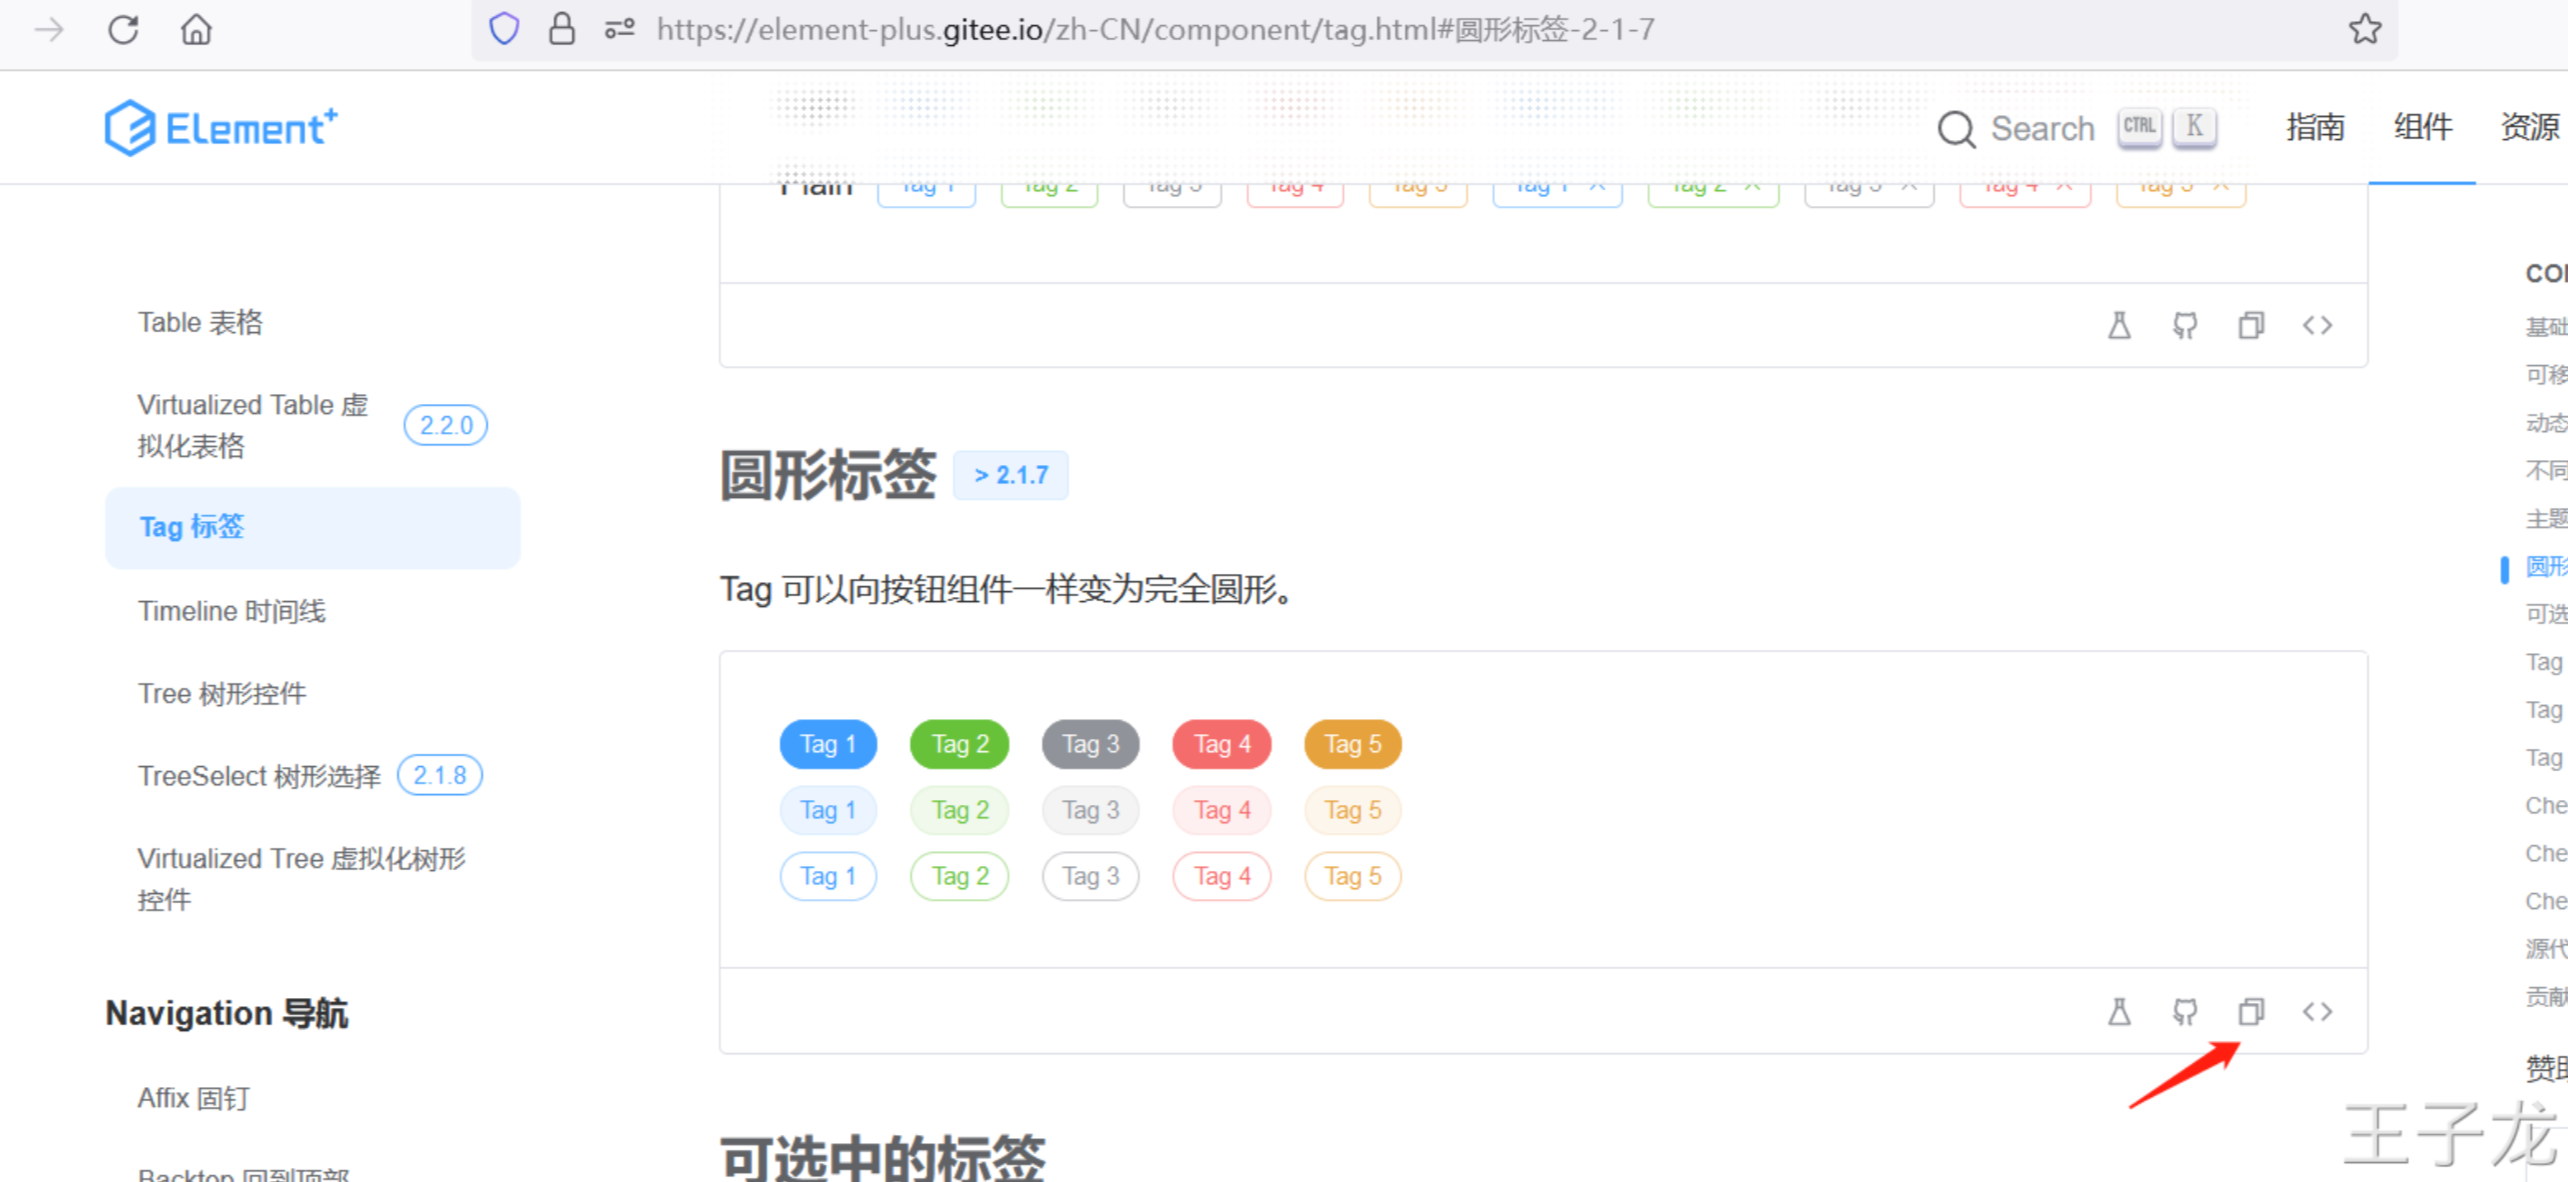 https://element-plus.gitee.io/zh-CN/component/tag.html#圆形标签-2-1-7
Element+
Search CTRL K
指南 组件 资源
Plain Tag 1 Tag 2 Tag 3 Tag 4 Tag 5 Tag 1 Tag 2 Tag 3 Tag 4 Tag 5
Table 表格
Virtualized Table 虚
拟化表格
2.2.0
Tag 标签
Timeline 时间线
Tree 树形控件
TreeSelect 树形选择 2.1.8
Virtualized Tree 虚拟化树形
控件
Navigation 导航
Affix 固钉
Backtop 回到顶部
圆形标签 > 2.1.7
Tag 可以向按钮组件一样变为完全圆形。
Tag 1 Tag 2 Tag 3 Tag 4 Tag 5
Tag 1 Tag 2 Tag 3 Tag 4 Tag 5
Tag 1 Tag 2 Tag 3 Tag 4 Tag 5
可选中的标签
基础
可移
动态
不同
主题
圆形
可选
Tag
Tag
Tag
Che
Che
Che
源代
贡献
赞助
王子龙